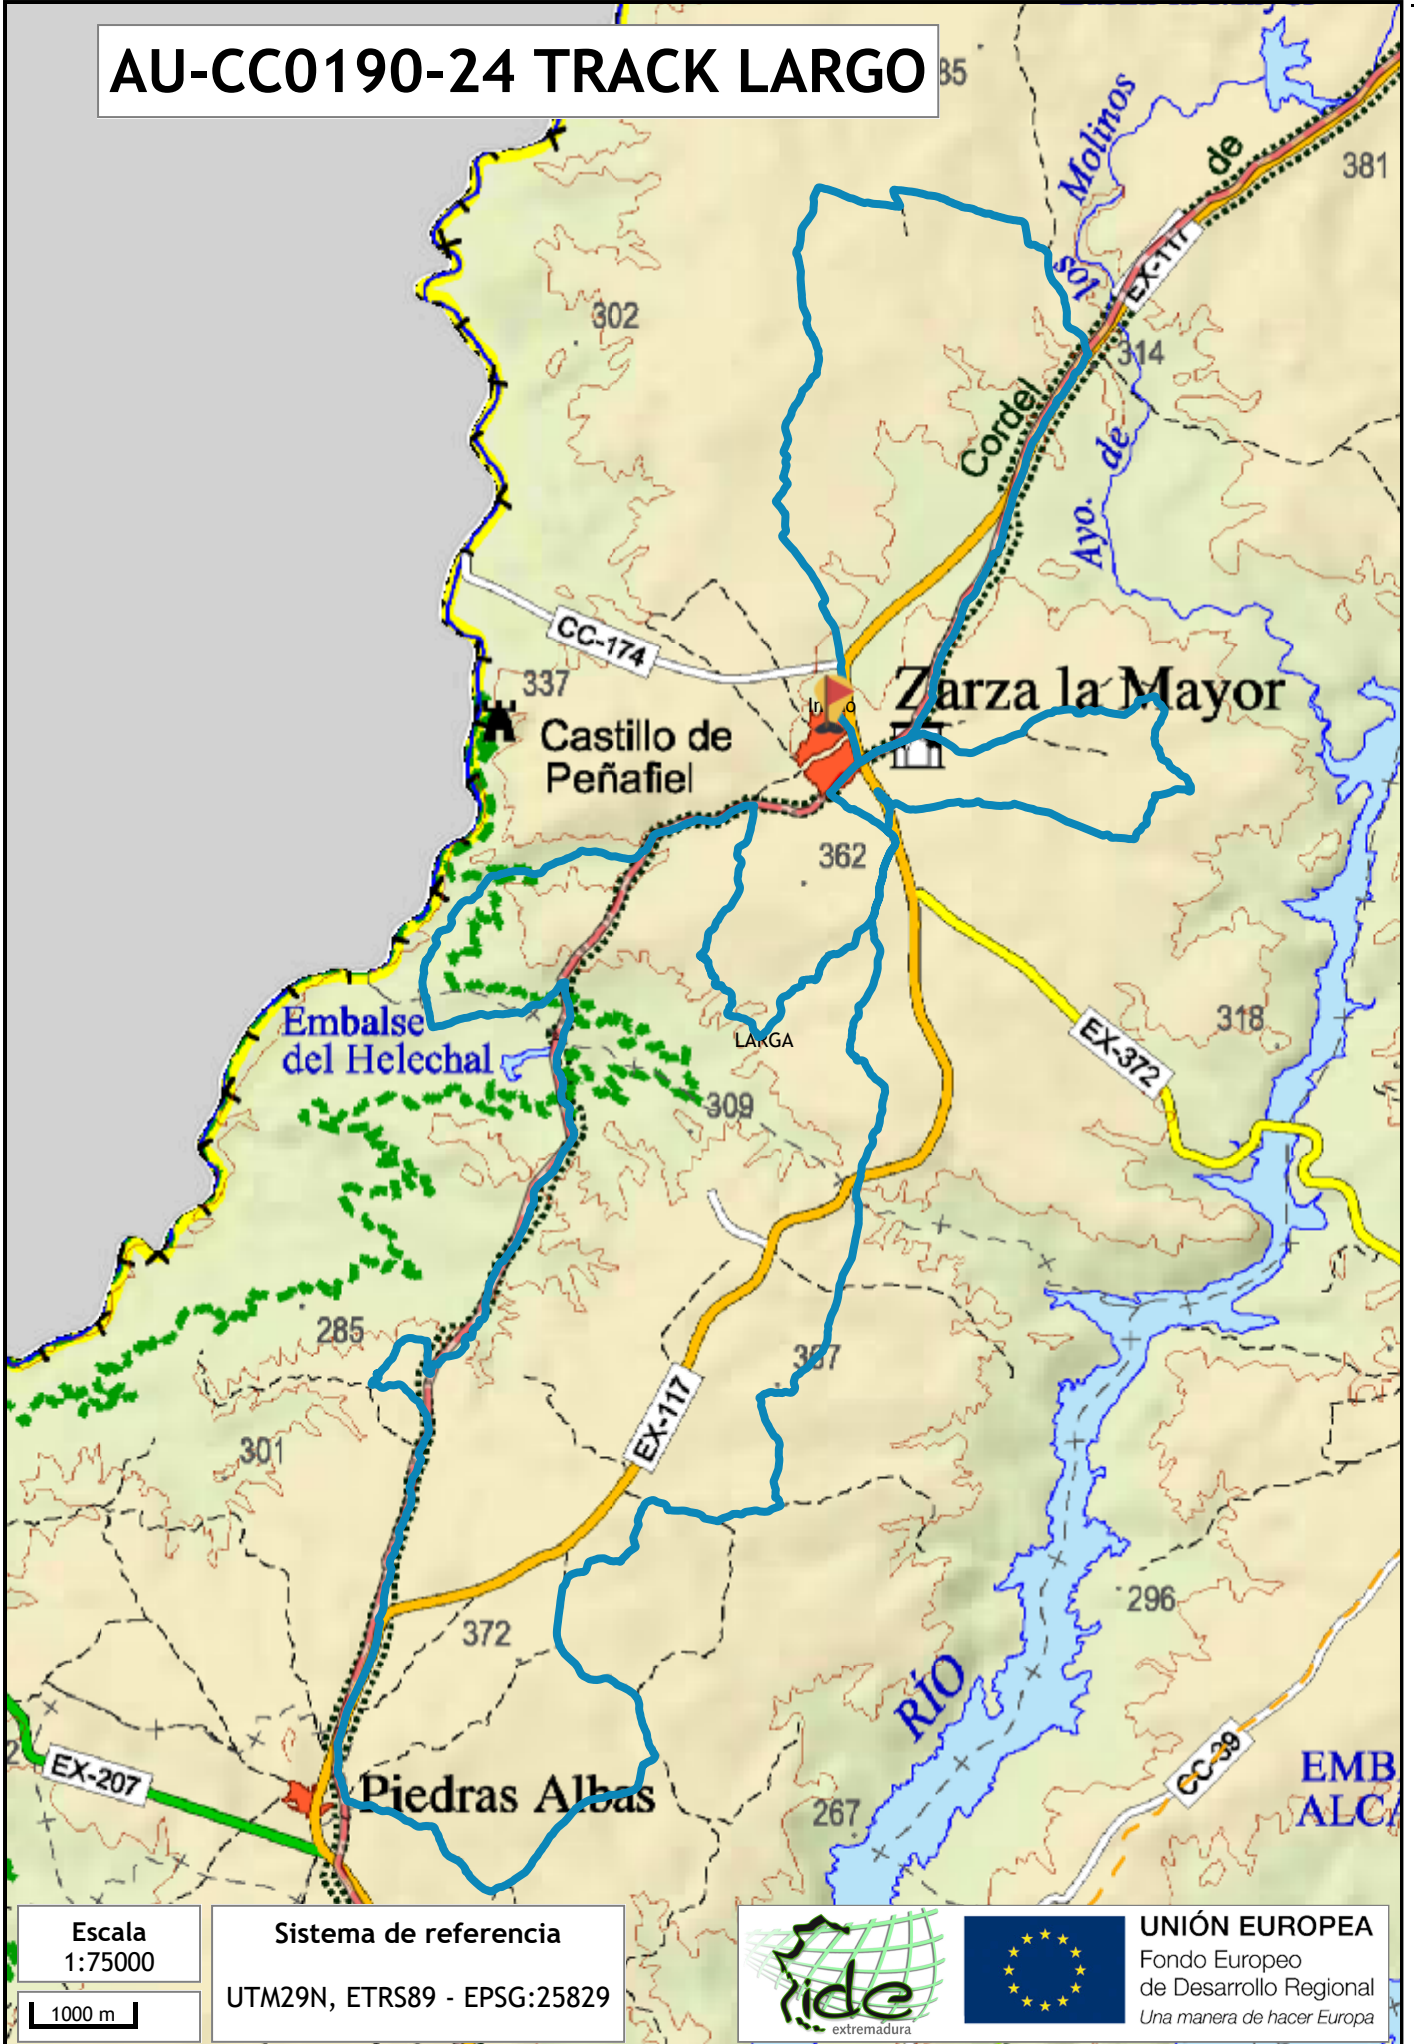 AU-CC0190-24 TRACK LARGO
85
Molinos
de
381
los
EX-117
302
314
Cordel
de
Ayo.
CC-174
337
Zarza la Mayor
Castillo de
Peñafiel
362
318
Embalse
del Helechal
LARGA
EX-372
309
285
367
EX-117
301
296
372
RÍO
CC-39
EX-207
Piedras Albas
267
EMB
ALCA
Escala
1:75000
1000 m
Sistema de referencia
UTM29N, ETRS89 - EPSG:25829
ide
extremadura
UNIÓN EUROPEA
Fondo Europeo
de Desarrollo Regional
Una manera de hacer Europa